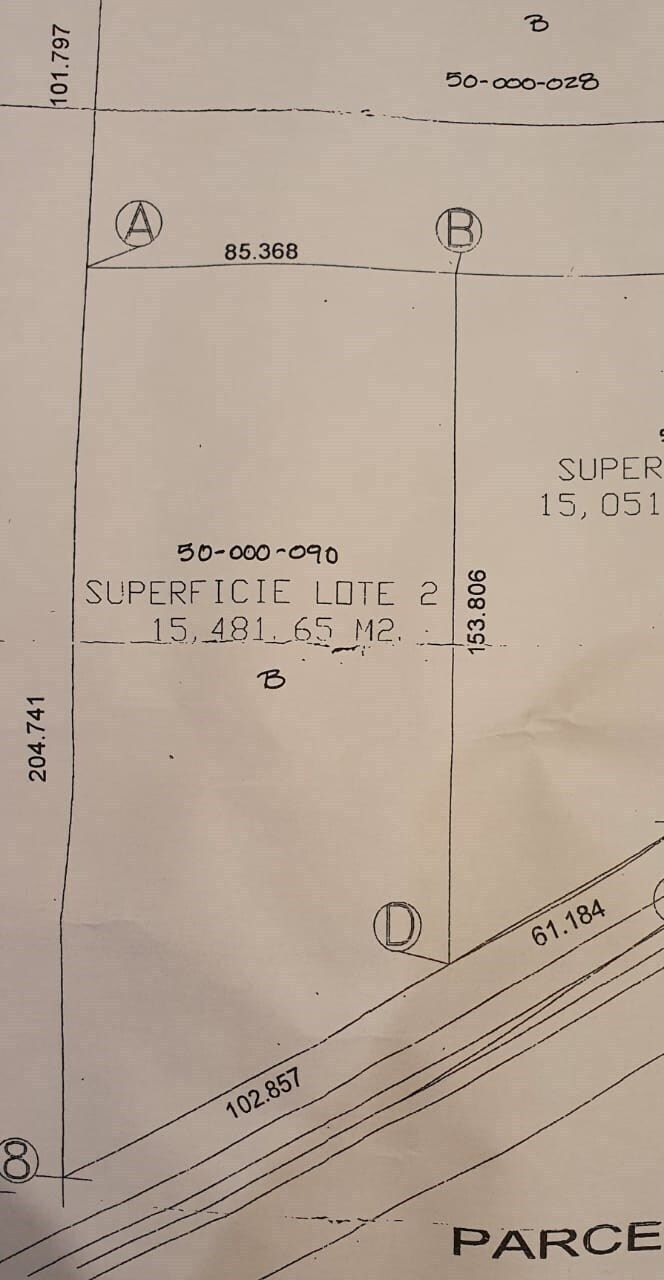 B
101.797
50-000-028
A
B
85.368
SUPER
15,051
50-000-090
SUPERFICIE LOTE 2
15,481.65 M2.
153.806
B
204.741
D
61.184
102.857
8
PARCE